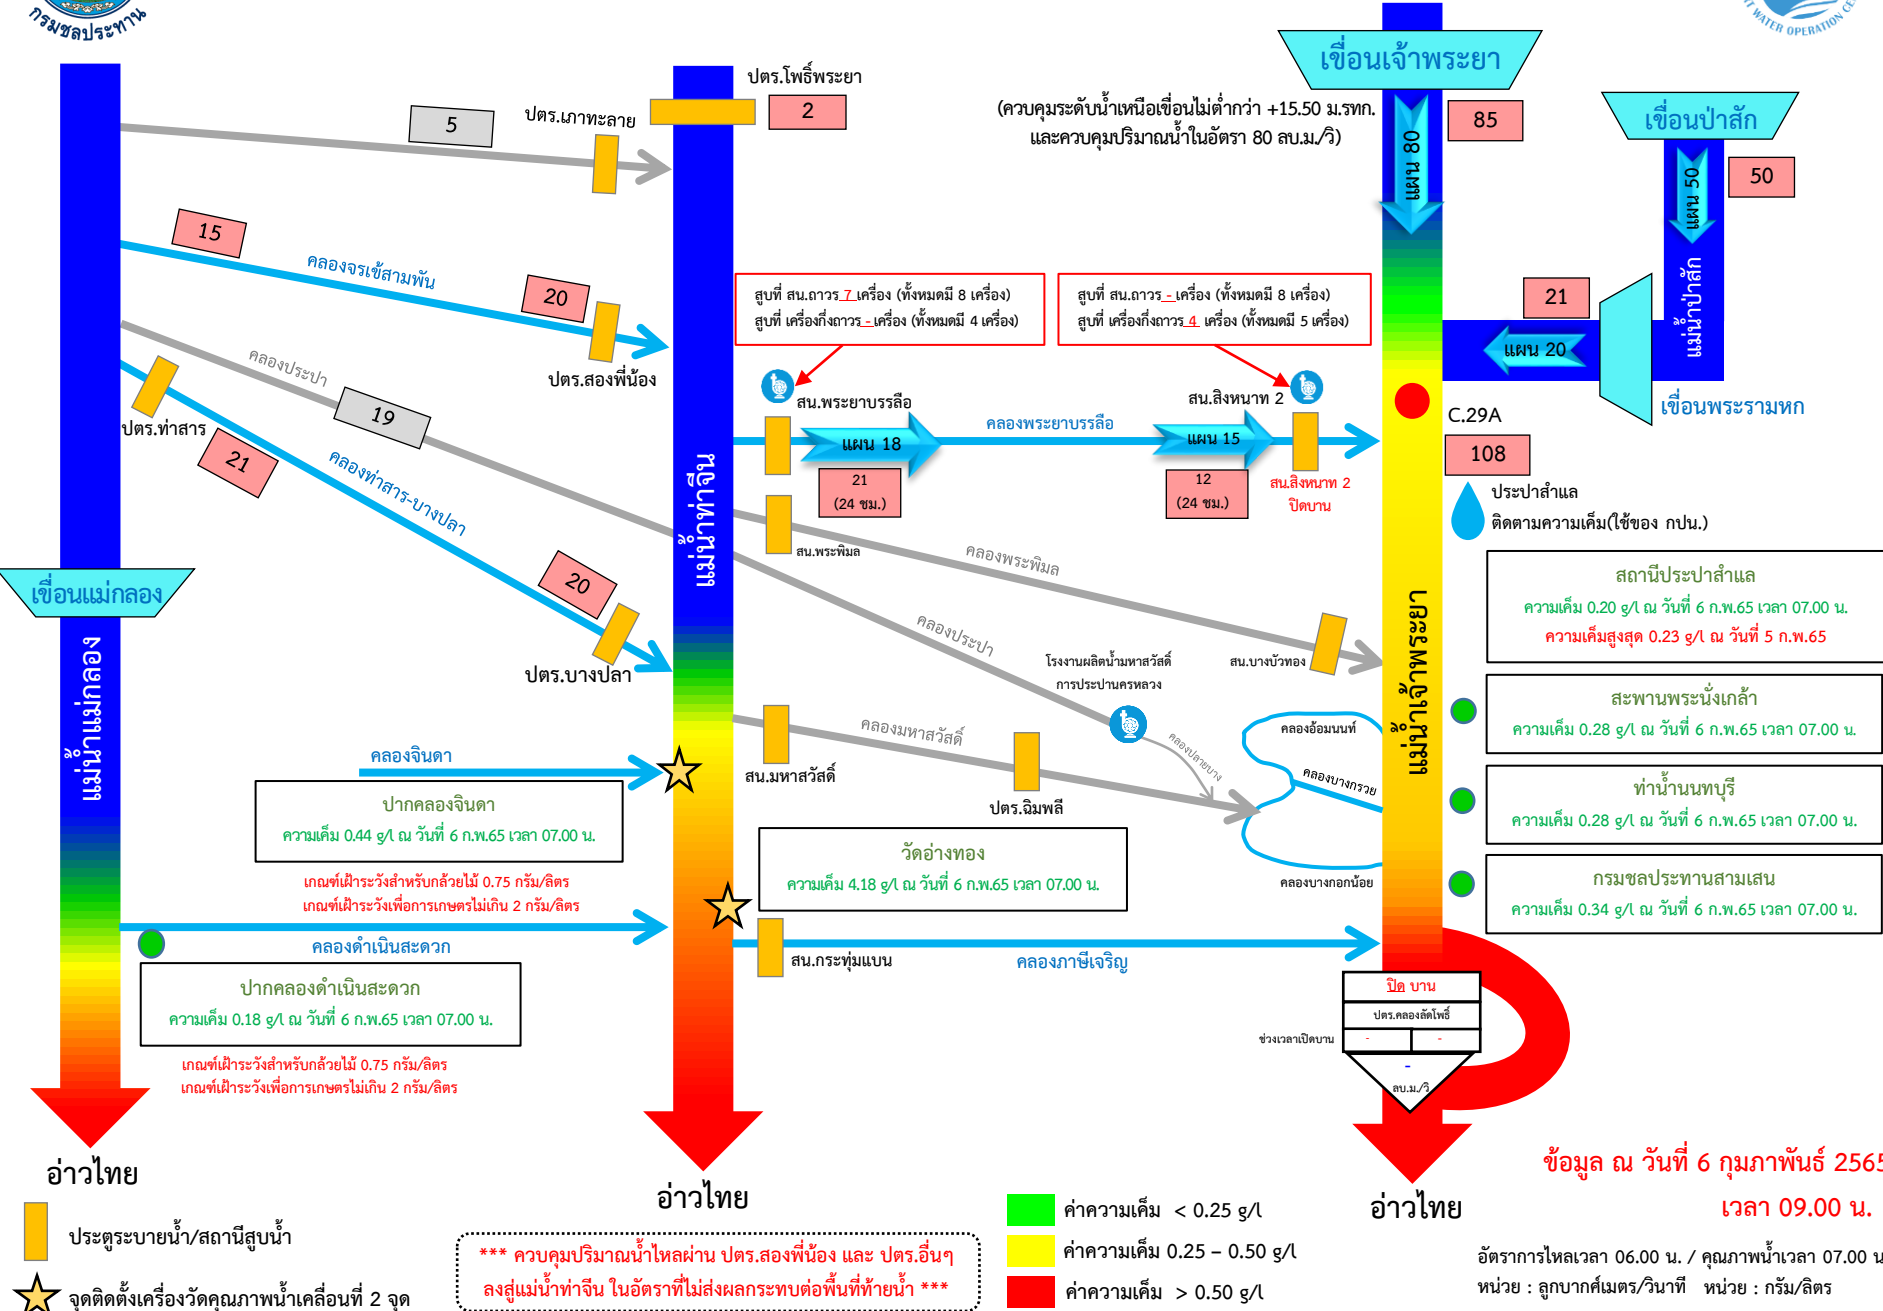 กรมชลประทาน
WATER OPERATION CE
เขื่อนเจ้าพระยา
ปตร.โพธิ์พระยา
2
ปตร.เภาทะลาย
5
(ควบคุมระดับน้ำเหนือเขื่อนไม่ต่ำกว่า +15.50 ม.รทก.
และควบคุมปริมาณน้ำในอัตรา 80 ลบ.ม./วิ)
แผน 80
85
เขื่อนป่าสัก
แผน 50
50
แม่น้ำป่าสัก
15
คลองจรเข้สามพัน
20
ปตร.สองพี่น้อง
สูบที่ สน.ถาวร 7 เครื่อง (ทั้งหมดมี 8 เครื่อง)
สูบที่ เครื่องกึ่งถาวร - เครื่อง (ทั้งหมดมี 4 เครื่อง)
สูบที่ สน.ถาวร - เครื่อง (ทั้งหมดมี 8 เครื่อง)
สูบที่ เครื่องกึ่งถาวร 4 เครื่อง (ทั้งหมดมี 5 เครื่อง)
21
แผน 20
เขื่อนพระรามหก
คลองประปา
19
ปตร.ท่าสาร
21
คลองท่าสาร-บางปลา
20
ปตร.บางปลา
สน.พระยาบรรลือ
แผน 18
21
(24 ชม.)
คลองพระยาบรรลือ
สน.สิงหนาท 2
แผน 15
12
(24 ชม.)
สน.สิงหนาท 2
ปิดบาน
C.29A
108
ประปาสำแล
ติดตามความเค็ม(ใช้ของ กปน.)
แม่น้ำท่าจีน
สน.พระพิมล
คลองพระพิมล
สน.บางบัวทอง
คลองประปา
โรงงานผลิตน้ำมหาสวัสดิ์
การประปานครหลวง
เขื่อนแม่กลอง
แม่น้ำแม่กลอง
แม่น้ำเจ้าพระยา
สถานีประปาสำแล
ความเค็ม 0.20 g/l ณ วันที่ 6 ก.พ.65 เวลา 07.00 น.
ความเค็มสูงสุด 0.23 g/l ณ วันที่ 5 ก.พ.65
สะพานพระนั่งเกล้า
ความเค็ม 0.28 g/l ณ วันที่ 6 ก.พ.65 เวลา 07.00 น.
ท่าน้ำนนทบุรี
ความเค็ม 0.28 g/l ณ วันที่ 6 ก.พ.65 เวลา 07.00 น.
กรมชลประทานสามเสน
ความเค็ม 0.34 g/l ณ วันที่ 6 ก.พ.65 เวลา 07.00 น.
คลองมหาสวัสดิ์
สน.มหาสวัสดิ์
ปตร.ฉิมพลี
คลองปลายบาง
คลองอ้อมนนท์
คลองบางกรวย
คลองบางกอกน้อย
คลองจินดา
ปากคลองจินดา
ความเค็ม 0.44 g/l ณ วันที่ 6 ก.พ.65 เวลา 07.00 น.
เกณฑ์เฝ้าระวังสำหรับกล้วยไม้ 0.75 กรัม/ลิตร
เกณฑ์เฝ้าระวังเพื่อการเกษตรไม่เกิน 2 กรัม/ลิตร
วัดอ่างทอง
ความเค็ม 4.18 g/l ณ วันที่ 6 ก.พ.65 เวลา 07.00 น.
คลองดำเนินสะดวก
ปากคลองดำเนินสะดวก
ความเค็ม 0.18 g/l ณ วันที่ 6 ก.พ.65 เวลา 07.00 น.
เกณฑ์เฝ้าระวังสำหรับกล้วยไม้ 0.75 กรัม/ลิตร
เกณฑ์เฝ้าระวังเพื่อการเกษตรไม่เกิน 2 กรัม/ลิตร
สน.กระทุ่มแบน
คลองภาษีเจริญ
ปิด บาน
ปตร.คลองลัดโพธิ์
ช่วงเวลาเปิดบาน
- -
-
ลบ.ม./วิ
อ่าวไทย
อ่าวไทย
อ่าวไทย
ข้อมูล ณ วันที่ 6 กุมภาพันธ์ 2565
เวลา 09.00 น.
อัตราการไหลเวลา 06.00 น. / คุณภาพน้ำเวลา 07.00 น
หน่วย : ลูกบาศก์เมตร/วินาที หน่วย : กรัม/ลิตร
ประตูระบายน้ำ/สถานีสูบน้ำ
จุดติดตั้งเครื่องวัดคุณภาพน้ำเคลื่อนที่ 2 จุด
*** ควบคุมปริมาณน้ำไหลผ่าน ปตร.สองพี่น้อง และ ปตร.อื่นๆ
ลงสู่แม่น้ำท่าจีน ในอัตราที่ไม่ส่งผลกระทบต่อพื้นที่ท้ายน้ำ ***
ค่าความเค็ม < 0.25 g/l
ค่าความเค็ม 0.25 – 0.50 g/l
ค่าความเค็ม > 0.50 g/l